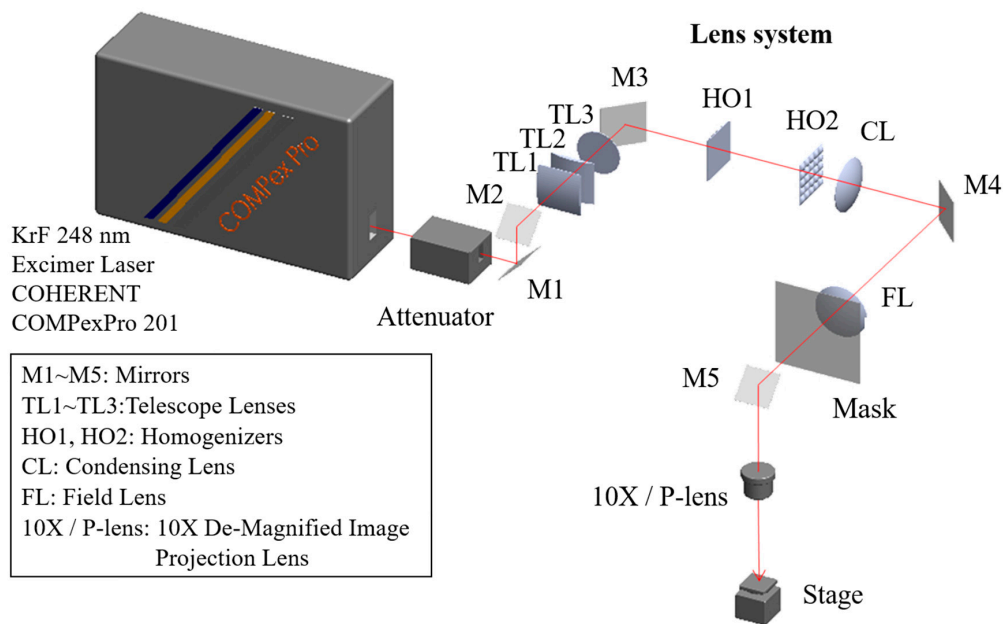 Lens system
M3
HO1
TL3
HO2
TL2
CL
TL1
M2
M4
COMPex Pro
KrF 248 nm
Excimer Laser
COHERENT
COMPexPro 201
M1
Attenuator
FL
M5
Mask
M1~M5: Mirrors
TL1~TL3:Telescope Lenses
HO1, HO2: Homogenizers
CL: Condensing Lens
FL: Field Lens
10X / P-lens: 10X De-Magnified Image
Projection Lens
10X / P-lens
Stage